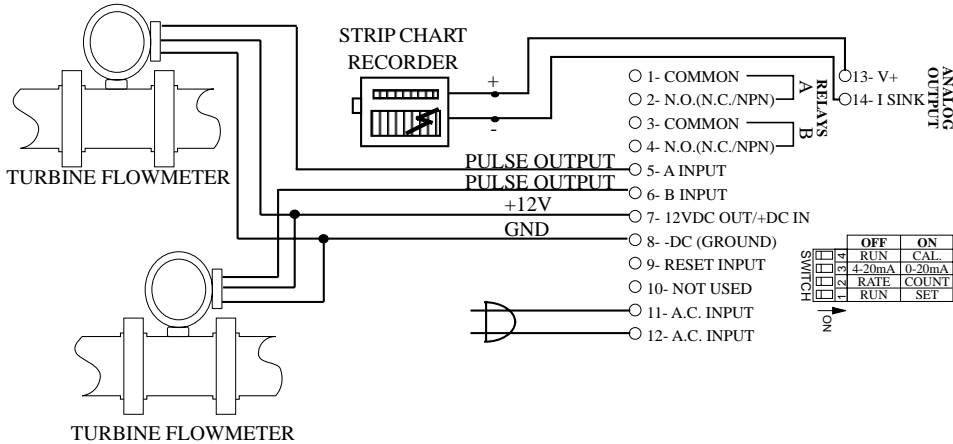 STRIP CHART
RECORDER
+
-
TURBINE FLOWMETER
PULSE OUTPUT
PULSE OUTPUT
+12V
GND
TURBINE FLOWMETER
1- COMMON
2- N.O.(N.C./NPN)
3- COMMON
4- N.O.(N.C./NPN)
5- A INPUT
6- B INPUT
7- 12VDC OUT/+DC IN
8- -DC (GROUND)
9- RESET INPUT
10- NOT USED
11- A.C. INPUT
12- A.C. INPUT
A
B
RELAYS
13- V+
14- I SINK
ANALOG
OUTPUT
SWITCH
OFF ON
4 RUN CAL.
3 4-20mA 0-20mA
2 RATE COUNT
1 RUN SET
ON